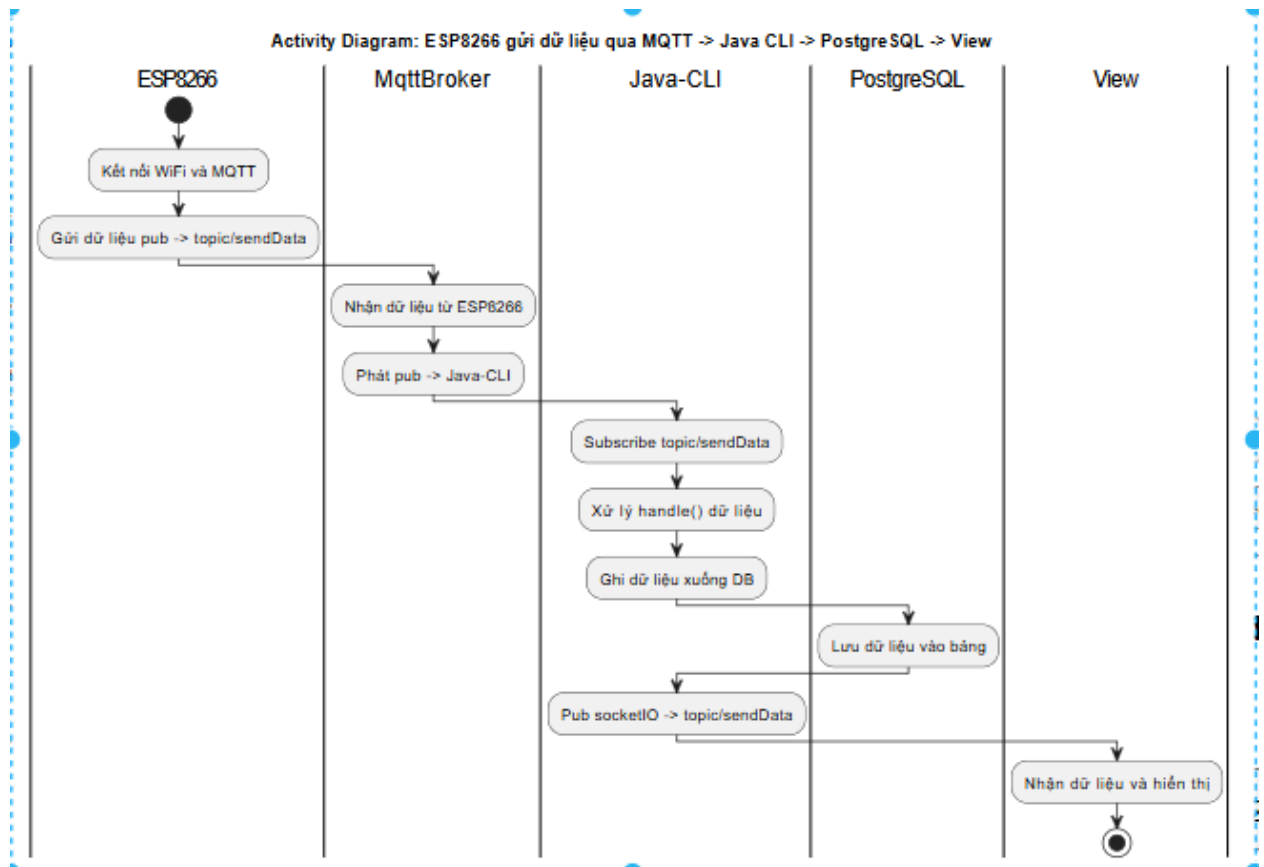 Activity Diagram: ESP8266 gửi dữ liệu qua MQTT -> Java CLI -> PostgreSQL -> View
ESP8266 MqttBroker Java-CLI PostgreSQL View
Kết nối WiFi và MQTT
Gửi dữ liệu pub -> topic/sendData
Nhận dữ liệu từ ESP8266
Phát pub -> Java-CLI
Subscribe topic/sendData
Xử lý handle() dữ liệu
Ghi dữ liệu xuống DB
Lưu dữ liệu vào bảng
Pub socketIO -> topic/sendData
Nhận dữ liệu và hiển thị